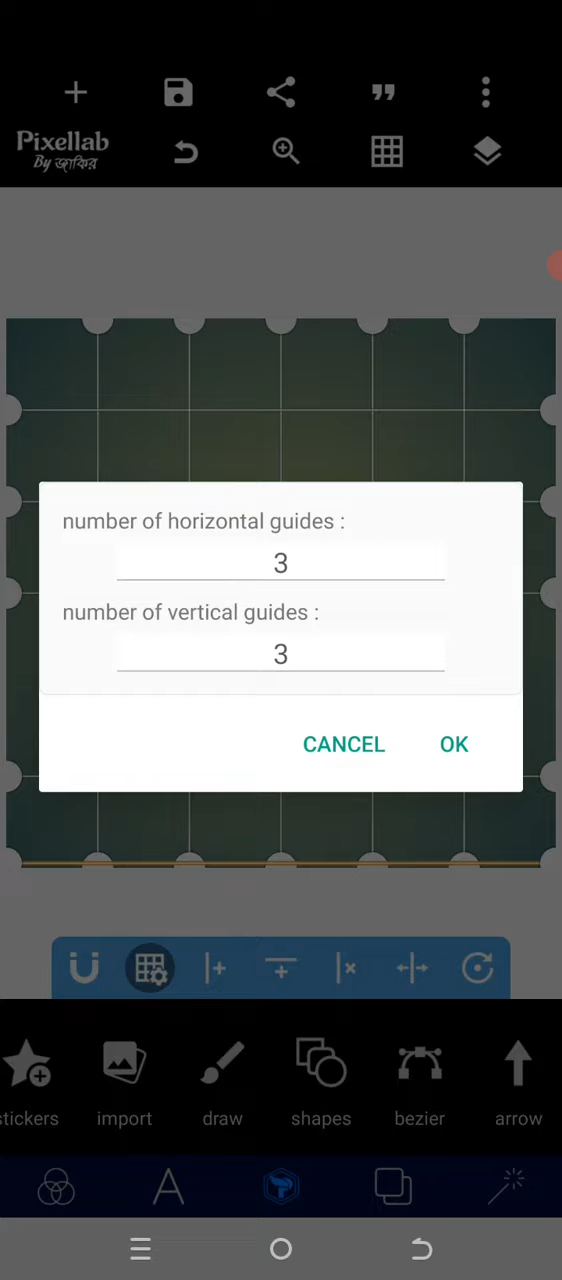 Pixellab
By জাকির
number of horizontal guides :
3
number of vertical guides :
3
CANCEL OK
stickers import draw shapes bezier arrow